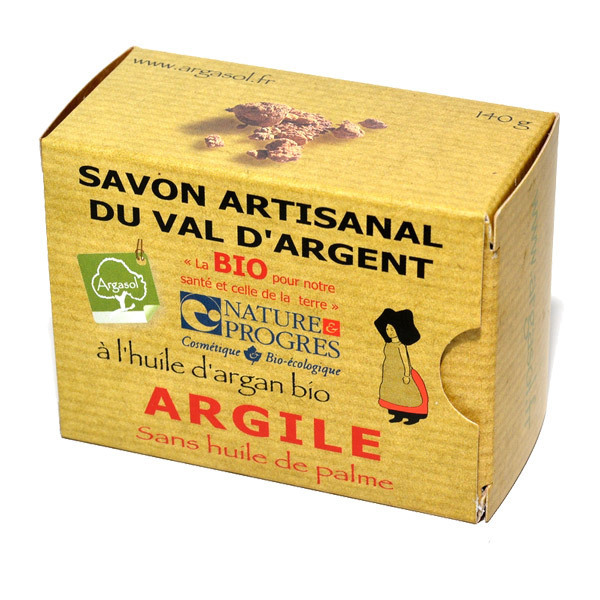 www.argasol.fr
140 g
SAVON ARTISANAL
DU VAL D'ARGENT
« La BIO pour notre
santé et celle de la terre »
Argasol
NATURE &
PROGRES
Cosmétique & Bio-écologique
à l'huile d'argan bio
ARGILE
Sans huile de palme